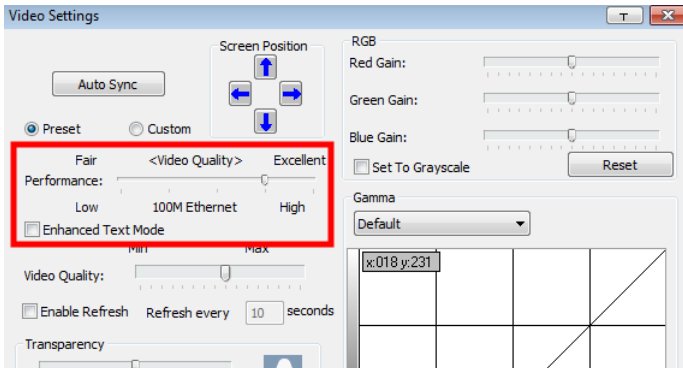 Video Settings
T
Screen Position
Auto Sync
Preset Custom
Fair <Video Quality> Excellent
Performance:
Low 100M Ethernet High
Enhanced Text Mode
Min Max
Video Quality:
Enable Refresh Refresh every 10 seconds
Transparency
RGB
Red Gain:
Green Gain:
Blue Gain:
Set To Grayscale Reset
Gamma
Default
x:018 y:231